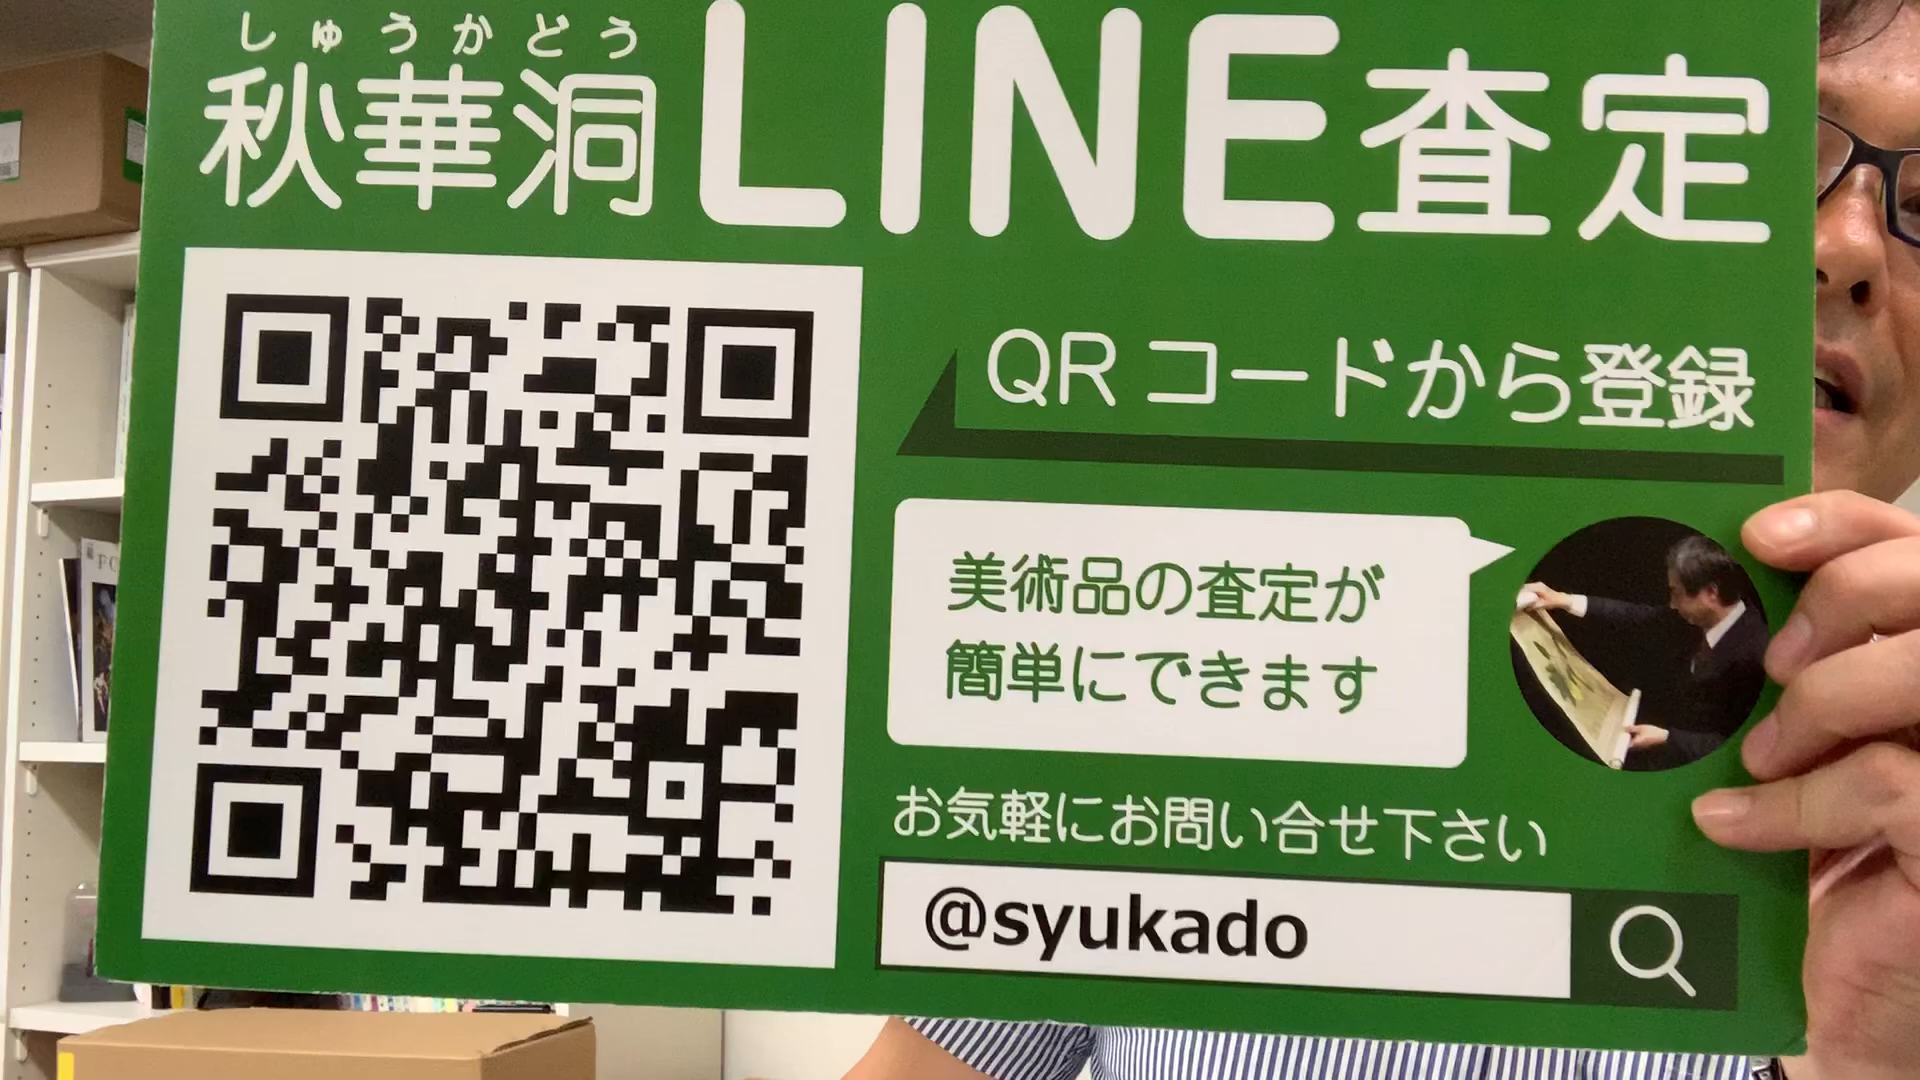 しゅうかどう
秋華洞LINE査定
QRコードから登録
美術品の査定が
簡単にできます
お気軽にお問い合せ下さい
@syukado